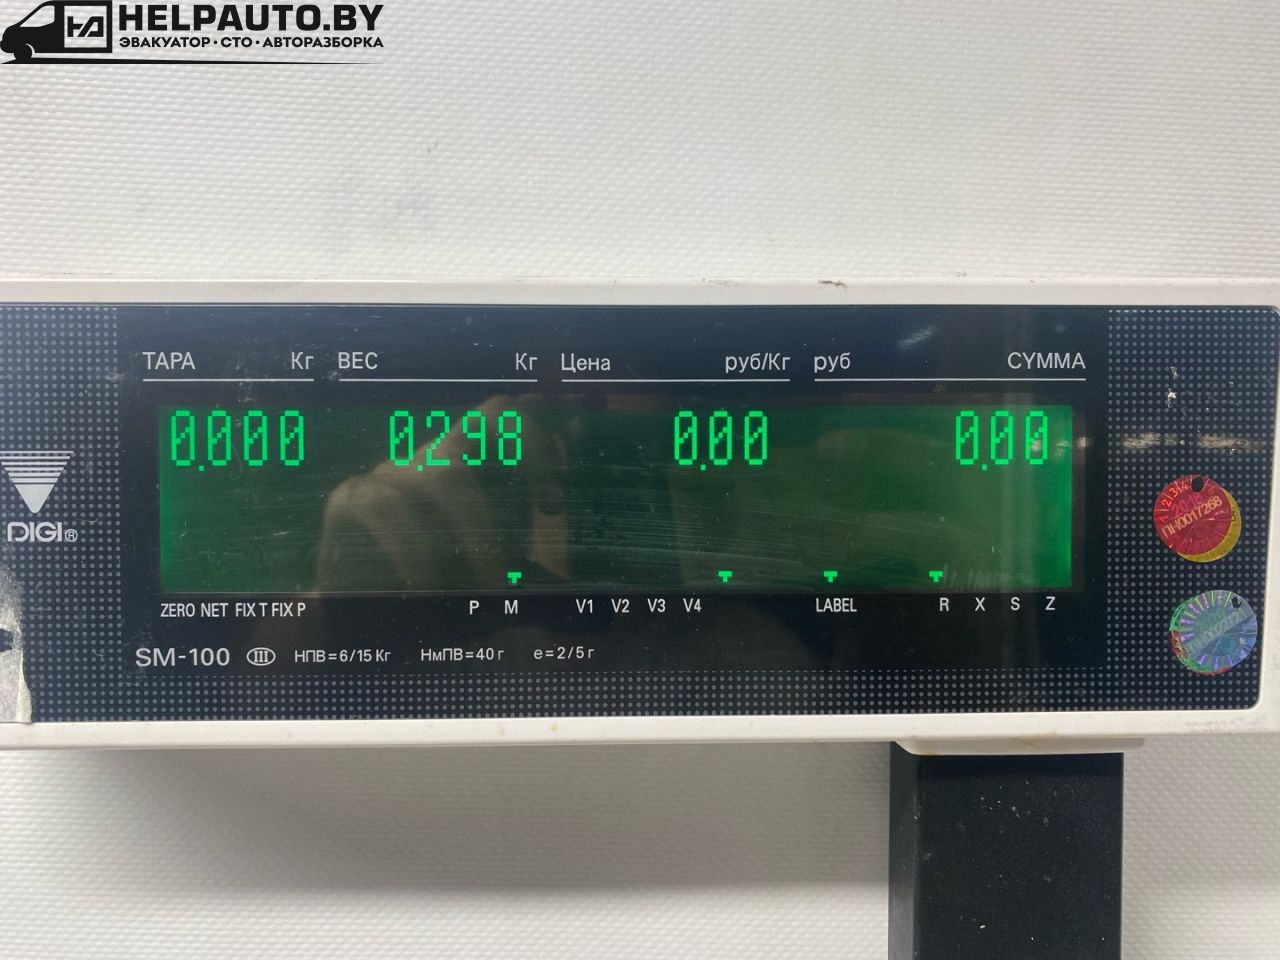 HELPAUTO.BY
ЭВАКУАТОР·СТО·АВТОРАЗБОРКА
ТАРА Кг ВЕС Кг Цена руб/Кг руб СУММА
0.000 0.298 0.00 0.00
DIGI®
ZERO NET FIX T FIX P P M V1 V2 V3 V4 LABEL R X S Z
SM-100 III НПВ=6/15 Кг НмПВ=40 г e=2/5 г
ПН0017268